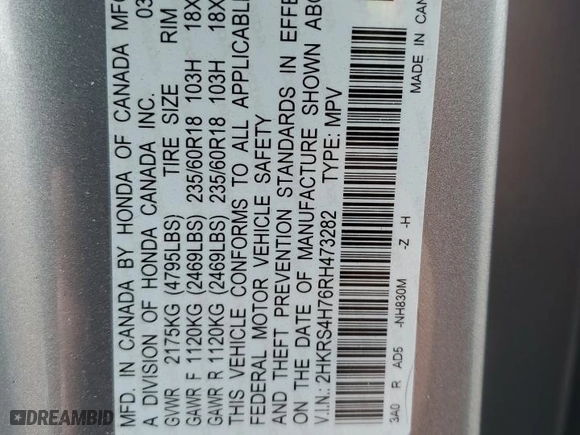 MFD. IN CANADA BY HONDA OF CANADA MFG
A DIVISION OF HONDA CANADA INC. 03
GVWR 2175KG (4795LBS) TIRE SIZE RIM
GAWR F 1120KG (2469LBS) 235/60R18 103H 18X
GAWR R 1120KG (2469LBS) 235/60R18 103H 18X
THIS VEHICLE CONFORMS TO ALL APPLICABLE
FEDERAL MOTOR VEHICLE SAFETY
AND THEFT PREVENTION STANDARDS IN EFFE
ON THE DATE OF MANUFACTURE SHOWN ABO
V.I.N.: 2HKRS4H76RH473282 TYPE: MPV
3A0 R AD5 -NH830M -Z -H
MADE IN CAN
DREAMBID